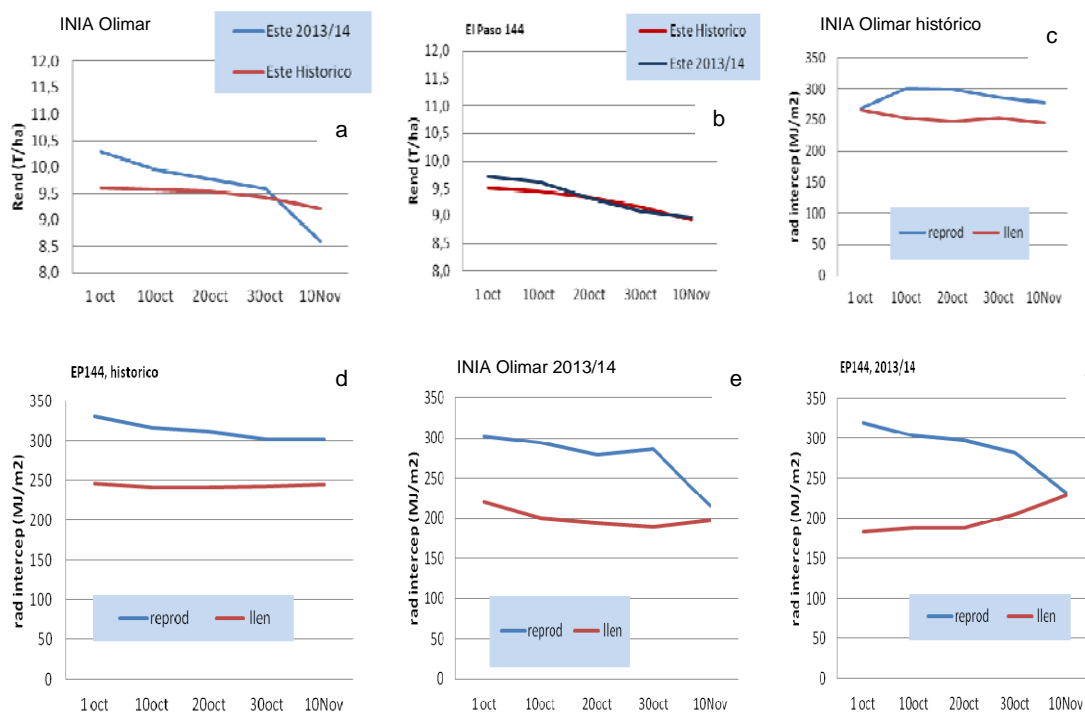 INIA Olimar
Este 2013/14
Este Historico
12,0
11,5
11,0
10,5
10,0
9,5
9,0
8,5
8,0
Rend (T/ha)
a
1 oct 10oct 20oct 30oct 10Nov
El Paso 144
Este Historico
Este 2013/14
12,0
11,5
11,0
10,5
10,0
9,5
9,0
8,5
8,0
Rend (T/ha)
b
1 oct 10oct 20oct 30oct 10Nov
INIA Olimar histórico
c
350
300
250
200
150
100
50
0
rad intercep (MJ/m2)
reprod llen
1 oct 10oct 20oct 30oct 10Nov
EP144, historico
d
350
300
250
200
150
100
50
0
rad intercep (MJ/m2)
reprod llen
1 oct 10oct 20oct 30oct 10Nov
INIA Olimar 2013/14
e
350
300
250
200
150
100
50
0
rad intercep (MJ/m2)
reprod llen
1 oct 10oct 20oct 30oct 10Nov
EP144, 2013/14
350
300
250
200
150
100
50
0
rad intercep (MJ/m2)
reprod llen
1 oct 10oct 20oct 30oct 10Nov